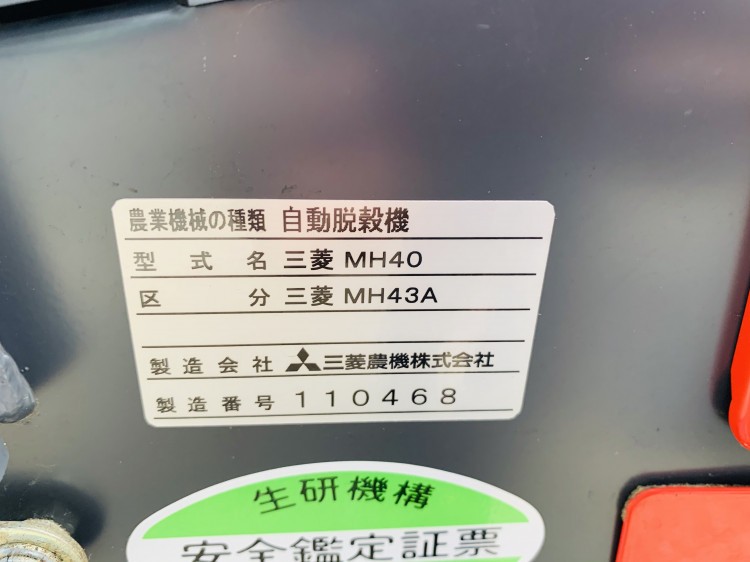 農業機械の種類 自動脱穀機
型式名 三菱 MH40
区分 三菱 MH43A
製造会社 三菱農機株式会社
製造番号 110468
生研機構
安全鑑定証票